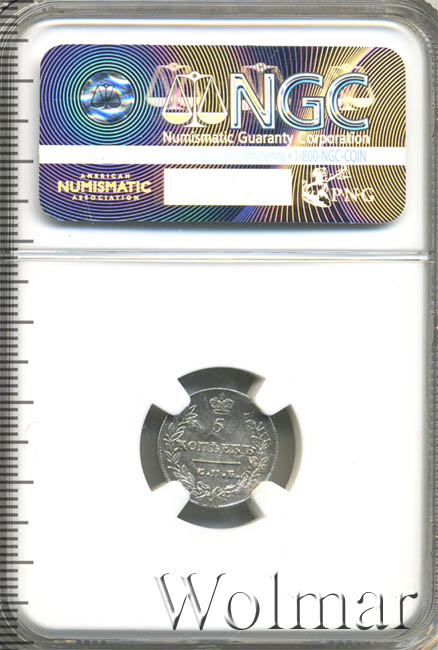 NGC
Numismatic Guaranty Corporation
1-800-NGC-COIN
AMERICAN
NUMISMATIC
ASSOCIATION
PNG
5
КОПѢЕКЪ
С.П.Б.
Wolmar